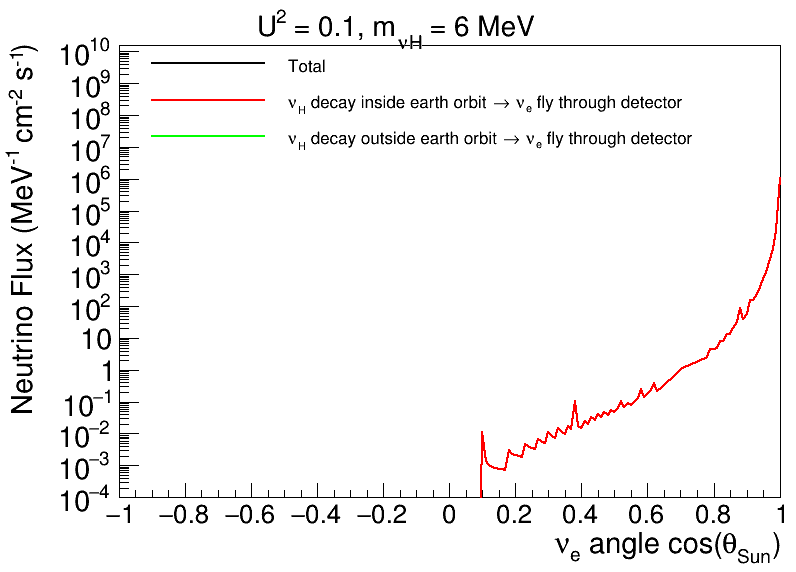 U² = 0.1, m_νH = 6 MeV
Neutrino Flux (MeV⁻¹ cm⁻² s⁻¹)
10¹⁰
10⁹
10⁸
10⁷
10⁶
10⁵
10⁴
10³
10²
10
1
10⁻¹
10⁻²
10⁻³
10⁻⁴
Total
ν_H decay inside earth orbit → ν_e fly through detector
ν_H decay outside earth orbit → ν_e fly through detector
−1 −0.8 −0.6 −0.4 −0.2 0 0.2 0.4 0.6 0.8 1
ν_e angle cos(θ_Sun)